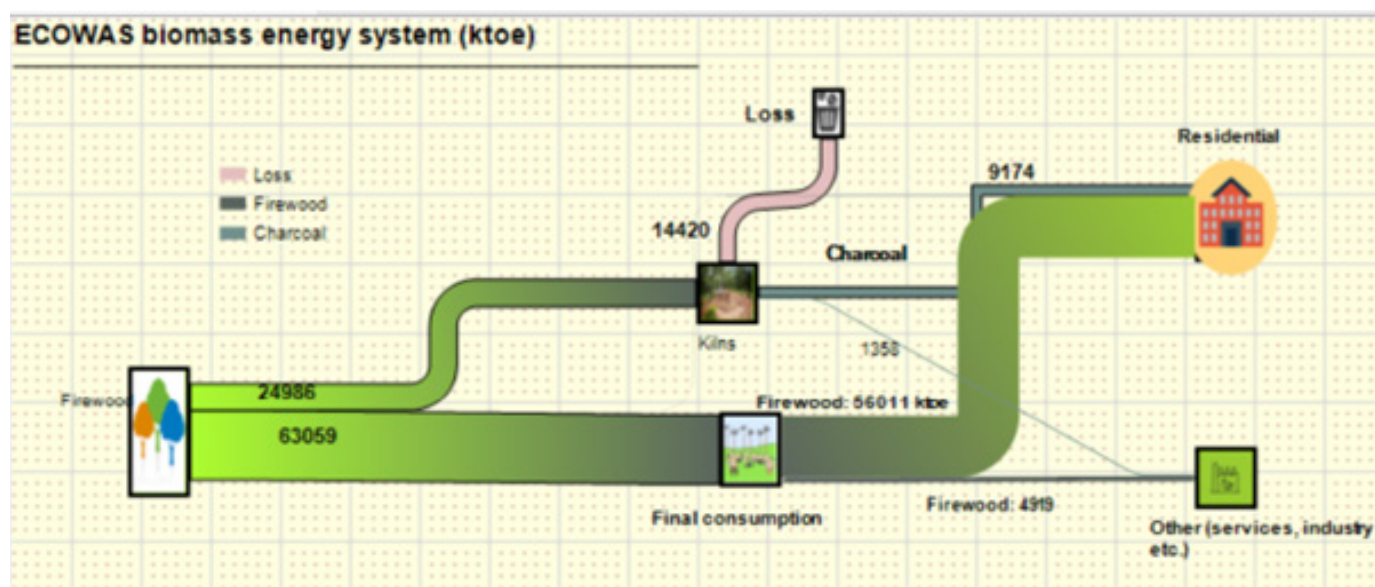 ECOWAS biomass energy system (ktoe)
Loss
Residential
9174
Loss
Firewood
Charcoal
14420
Charcoal
Kilns
1358
Firewood
24986
Firewood: 56011 ktoe
63059
Firewood: 4919
Final consumption
Other (services, industry
etc.)